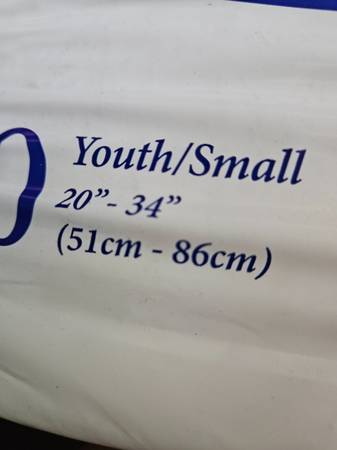 Youth/Small
20”- 34”
(51cm - 86cm)